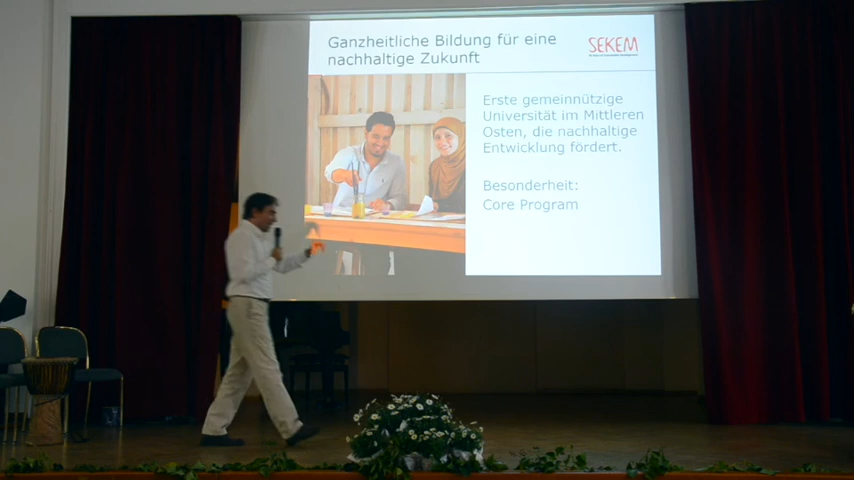 Ganzheitliche Bildung für eine
nachhaltige Zukunft
SEKEM
Erste gemeinnützige
Universität im Mittleren
Osten, die nachhaltige
Entwicklung fördert.
Besonderheit:
Core Program